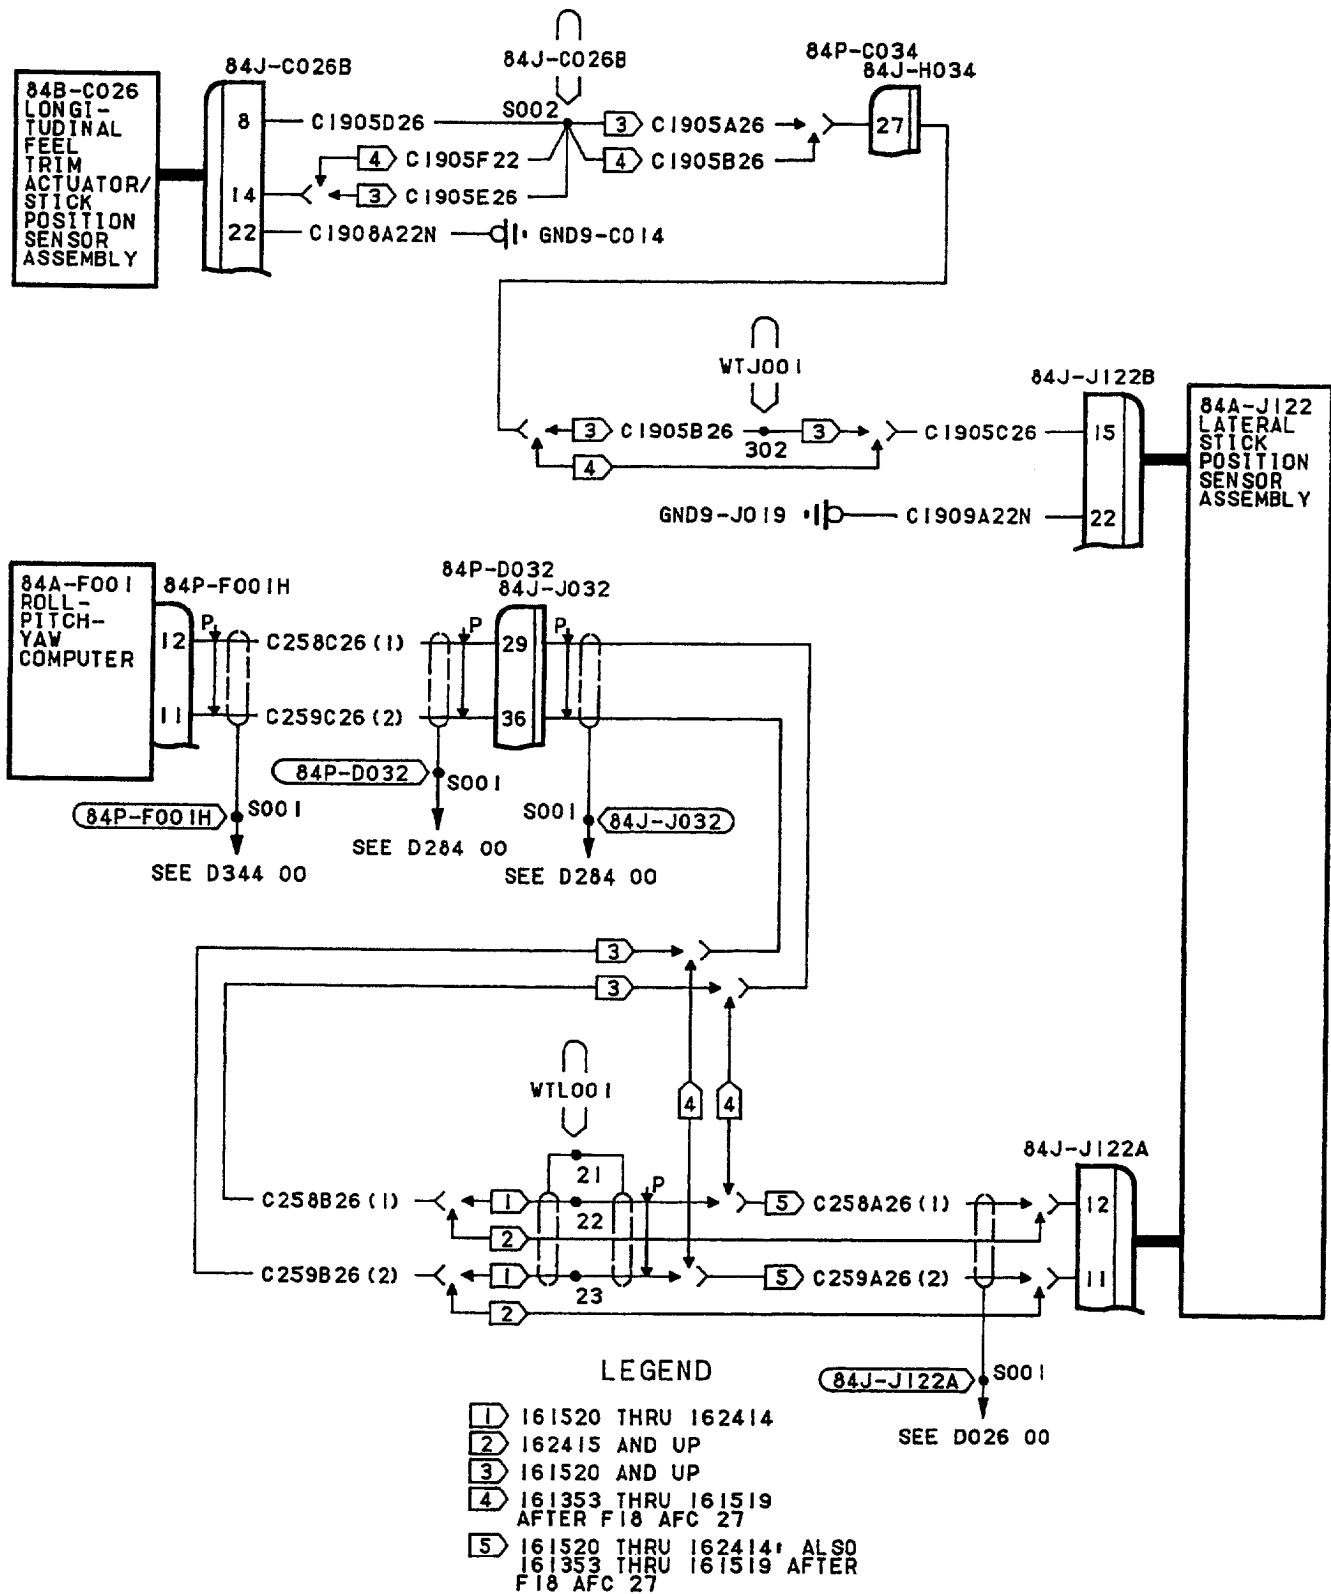 84J-C026B
84P-C034
84J-H034
84J-C026B
84B-C026
LONGI-
TUDINAL
FEEL
TRIM
ACTUATOR/
STICK
POSITION
SENSOR
ASSEMBLY
8
C1905D26
S002
3
C1905A26
27
4
C1905F22
4
C1905B26
14
3
C1905E26
22
C1908A22N
GND9-C014
WTJ001
84J-J122B
84A-J122
LATERAL
STICK
POSITION
SENSOR
ASSEMBLY
3
C1905B26
302
3
C1905C26
15
4
GND9-J019
C1909A22N
22
84A-F001
ROLL-
PITCH-
YAW
COMPUTER
84P-F001H
84P-D032
84J-J032
12
P
C258C26(1)
P
29
P
11
C259C26(2)
36
84P-D032
S001
84P-F001H
S001
S001
84J-J032
SEE D284 00
SEE D344 00
SEE D284 00
3
3
WTL001
4
4
84J-J122A
21
P
C258B26(1)
1
22
5
C258A26(1)
12
2
C259B26(2)
1
23
5
C259A26(2)
11
2
84J-J122A
S001
SEE D026 00
LEGEND
1 161520 THRU 162414
2 162415 AND UP
3 161520 AND UP
4 161353 THRU 161519
AFTER F18 AFC 27
5 161520 THRU 162414; ALSO
161353 THRU 161519 AFTER
F18 AFC 27